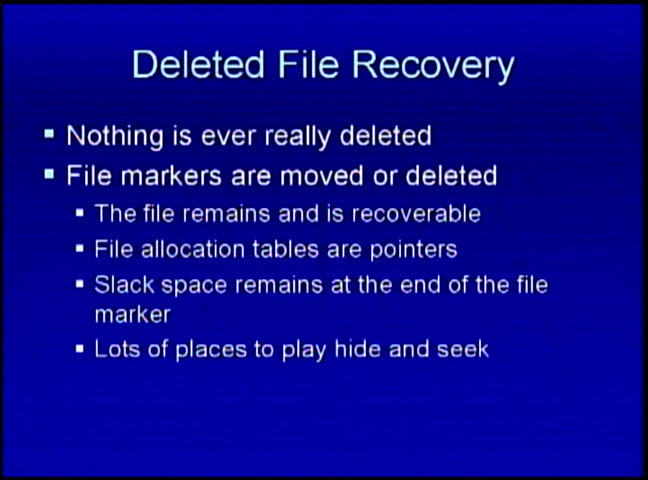 Deleted File Recovery
Nothing is ever really deleted
File markers are moved or deleted
The file remains and is recoverable
File allocation tables are pointers
Slack space remains at the end of the file
marker
Lots of places to play hide and seek